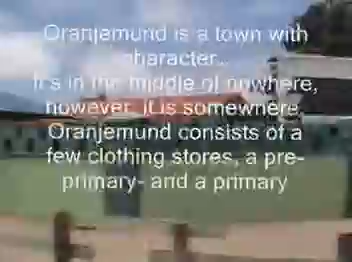 Oranjemund is a town with
character..
It's in the middle of nowhere,
however, it is somewhere.
Oranjemund consists of a
few clothing stores, a pre-
primary- and a primary